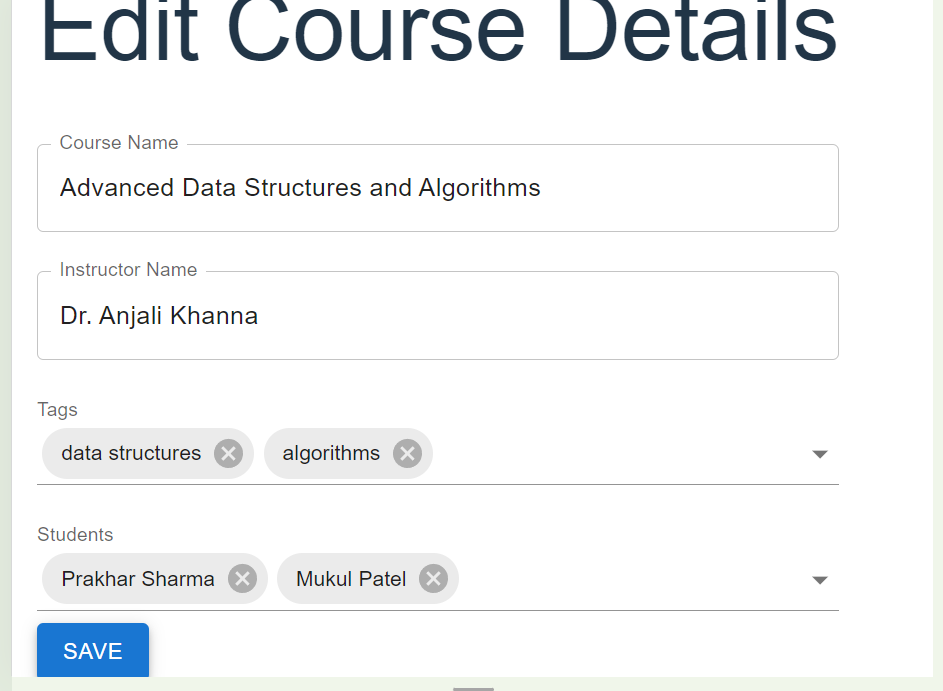 Edit Course Details
Course Name
Advanced Data Structures and Algorithms
Instructor Name
Dr. Anjali Khanna
Tags
data structures algorithms
Students
Prakhar Sharma Mukul Patel
SAVE